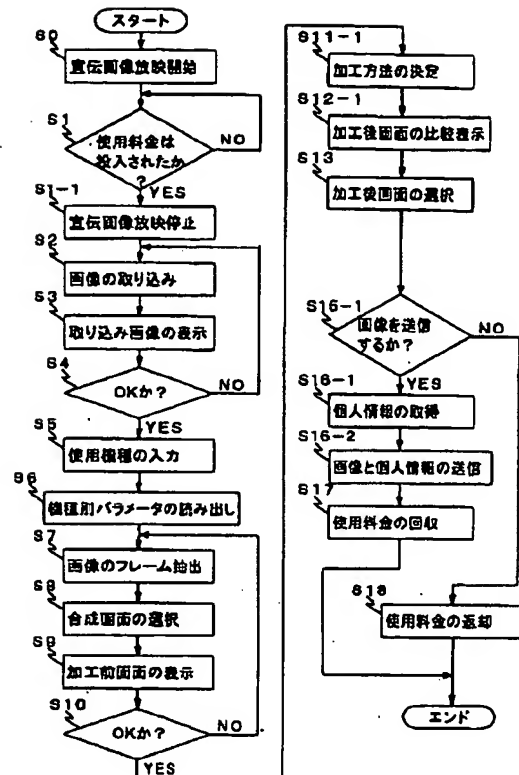 スタート
S0
宣伝画像放映開始
S1
使用料金は
投入されたか
?
NO
YES
S1-1
宣伝画像放映停止
S2
画像の取り込み
S3
取り込み画像の表示
S4
OKか?
NO
YES
S5
使用機種の入力
S6
機種別パラメータの読み出し
S7
画像のフレーム抽出
S8
合成画面の選択
S9
加工前画面の表示
S10
OKか?
NO
YES
S11-1
加工方法の決定
S12-1
加工後画面の比較表示
S13
加工後画面の選択
S16-1
画像を送信
するか?
NO
YES
S16-1
個人情報の取得
S16-2
画像と個人情報の送信
S17
使用料金の回収
S18
使用料金の返却
エンド